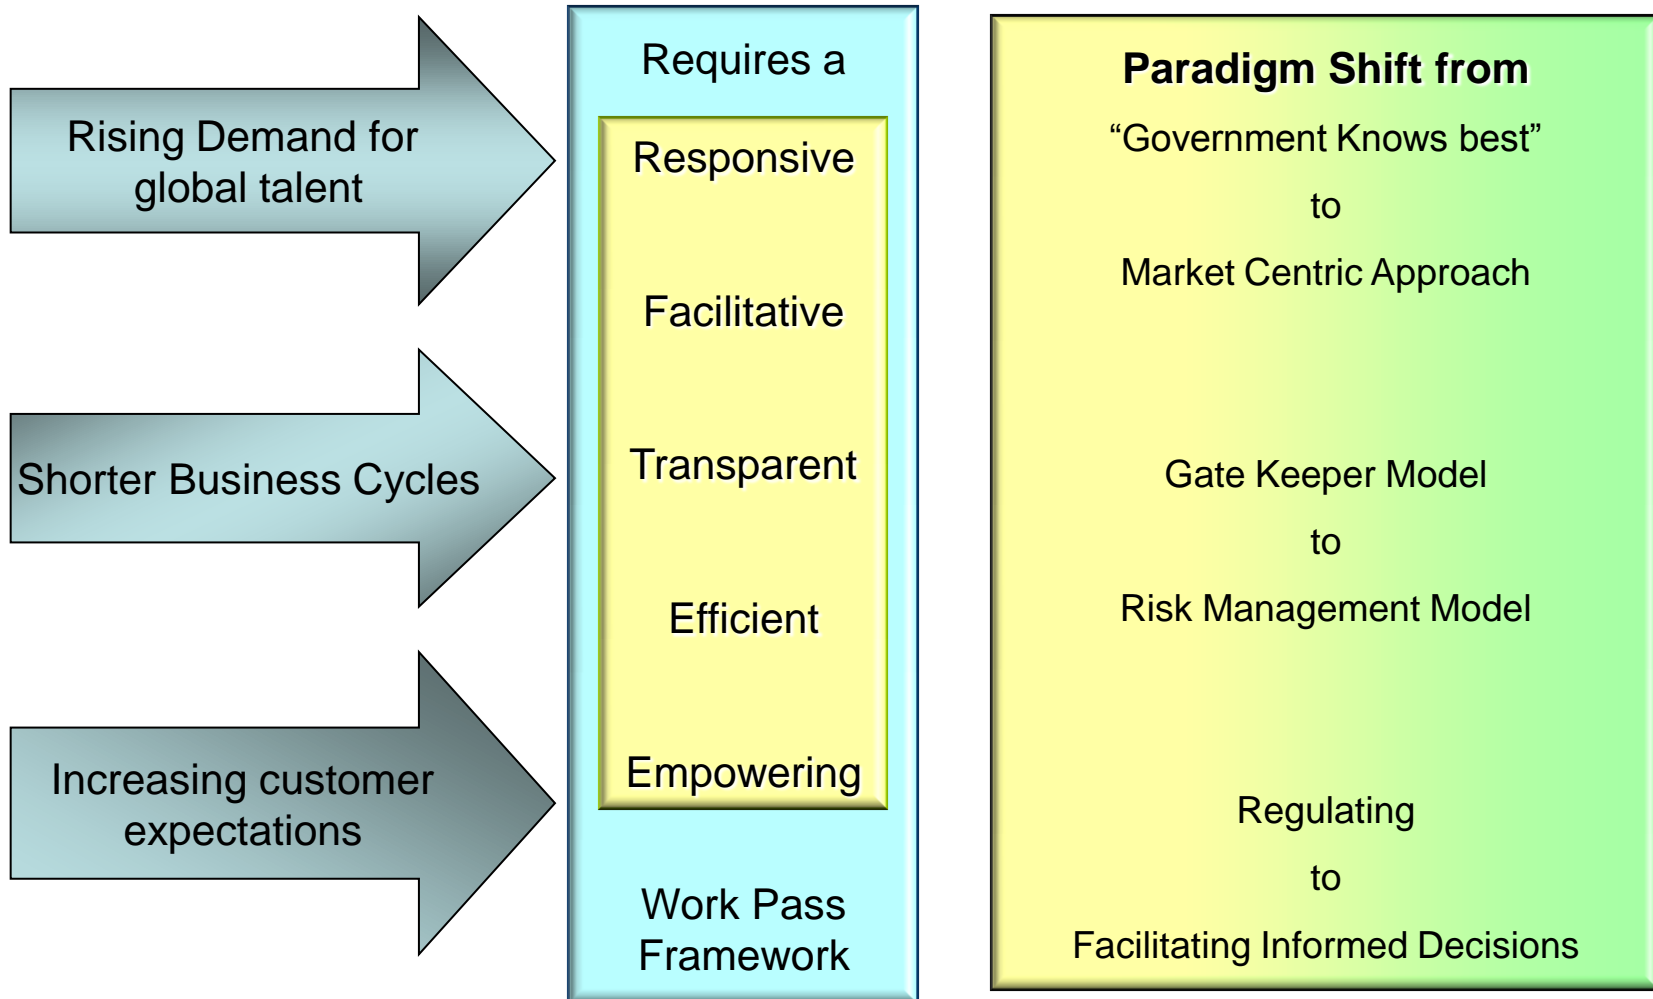 Rising Demand for
global talent
Shorter Business Cycles
Increasing customer
expectations
Requires a
Responsive
Facilitative
Transparent
Efficient
Empowering
Work Pass
Framework
Paradigm Shift from
“Government Knows best”
to
Market Centric Approach
Gate Keeper Model
to
Risk Management Model
Regulating
to
Facilitating Informed Decisions